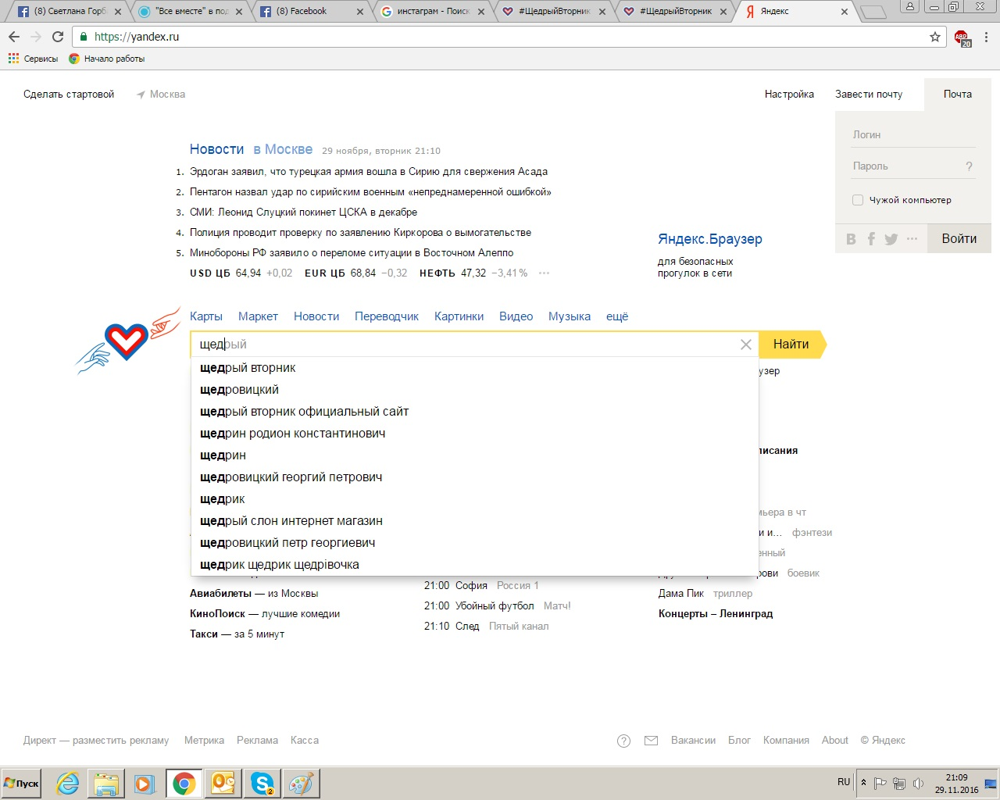 (8) Светлана Горб
"Все вместе" в под
(8) Facebook
инстаграм - Поиск
#ЩедрыйВторник
#ЩедрыйВторник
Яндекс
https://yandex.ru
ABP
20
Сервисы
Начало работы
Сделать стартовой
Москва
Настройка
Завести почту
Почта
Логин
Пароль
?
Чужой компьютер
Войти
Новости в Москве 29 ноября, вторник 21:10
1. Эрдоган заявил, что турецкая армия вошла в Сирию для свержения Асада
2. Пентагон назвал удар по сирийским военным «непреднамеренной ошибкой»
3. СМИ: Леонид Слуцкий покинет ЦСКА в декабре
4. Полиция проводит проверку по заявлению Киркорова о вымогательстве
5. Минобороны РФ заявило о переломе ситуации в Восточном Алеппо
USD ЦБ 64,94 +0,02 EUR ЦБ 68,84 −0,32 НЕФТЬ 47,32 −3,41% ···
Яндекс.Браузер
для безопасных
прогулок в сети
Карты Маркет Новости Переводчик Картинки Видео Музыка ещё
щедрый
Найти
щедрый вторник
узер
щедровицкий
щедрый вторник официальный сайт
щедрин родион константинович
щедрин
писания
щедровицкий георгий петрович
щедрик
щедрый слон интернет магазин
мьера в чт
щедровицкий петр георгиевич
и и... фэнтези
щедрик щедрик щедрівочка
енный
рови боевик
Авиабилеты — из Москвы
КиноПоиск — лучшие комедии
Такси — за 5 минут
21:00 София Россия 1
21:00 Убойный футбол Матч!
21:10 След Пятый канал
Дама Пик триллер
Концерты – Ленинград
Директ — разместить рекламу Метрика Реклама Касса
? Вакансии Блог Компания About © Яндекс
Пуск
2
RU
21:09
29.11.2016